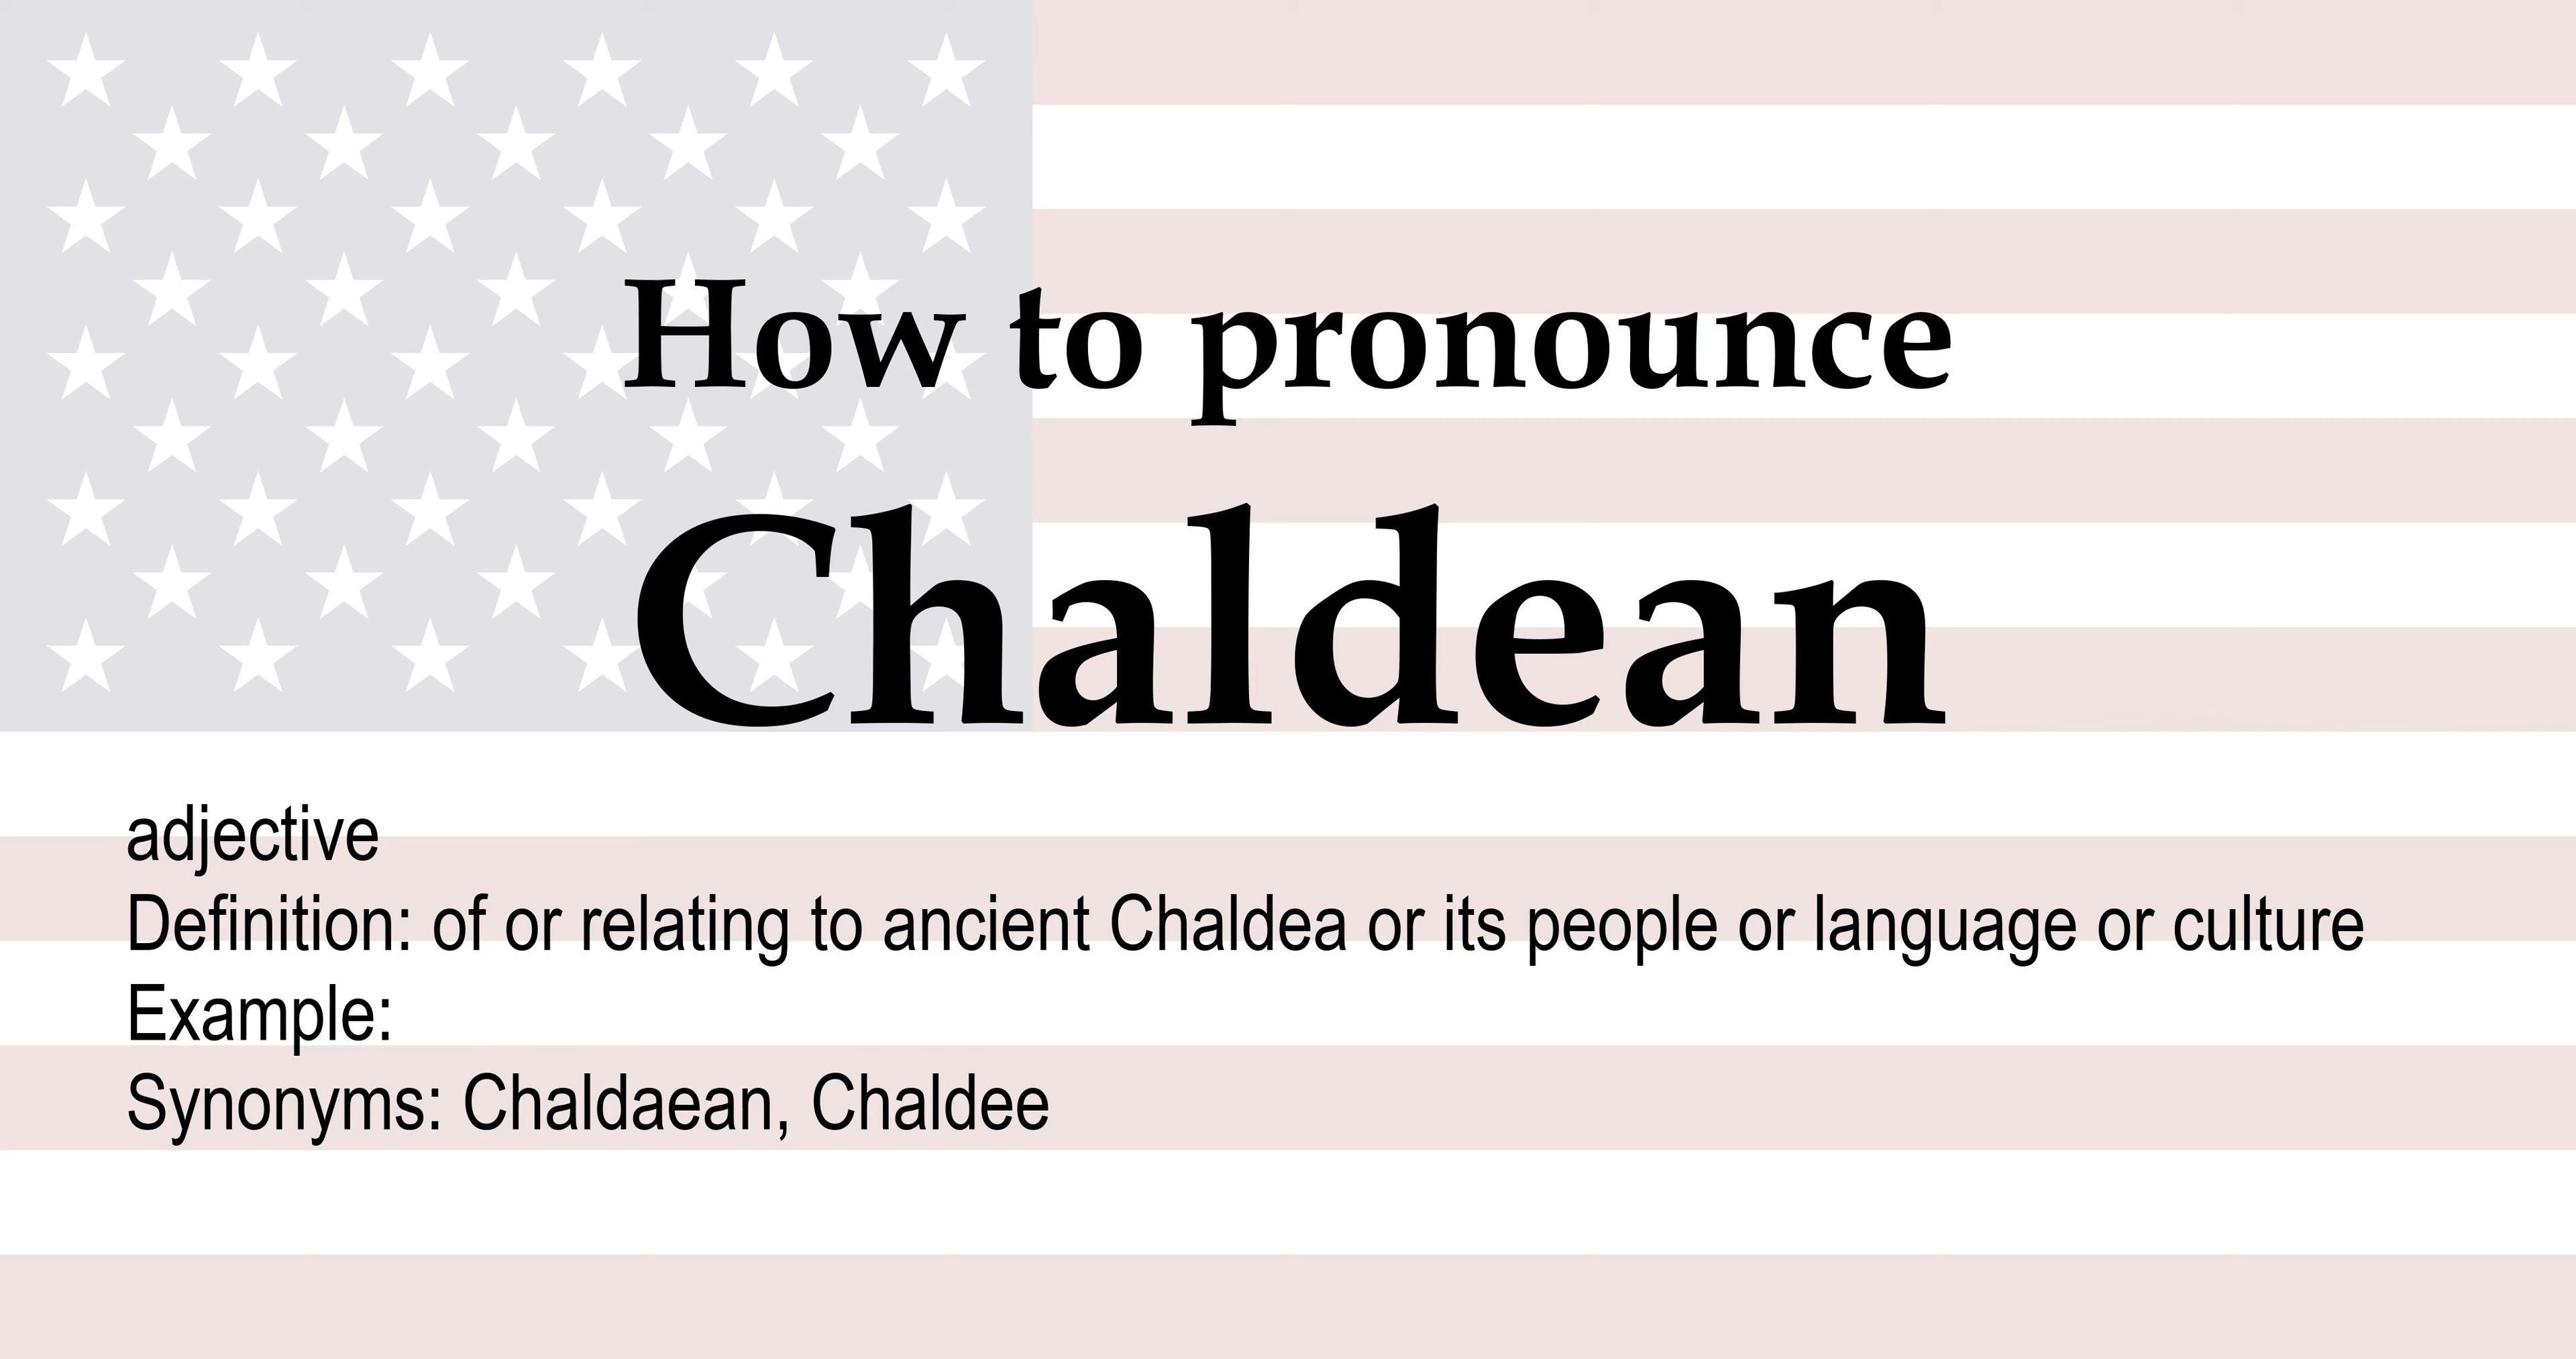 How to pronounce
Chaldean
adjective
Definition: of or relating to ancient Chaldea or its people or language or culture
Example:
Synonyms: Chaldaean, Chaldee